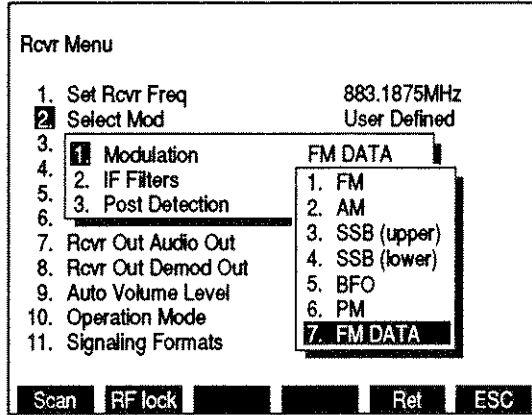 Rcvr Menu
1. Set Rcvr Freq 883.1875MHz
2. Select Mod User Defined
3.
4.
5.
6.
1. Modulation FM DATA
2. IF Filters
3. Post Detection
1. FM
2. AM
3. SSB (upper)
4. SSB (lower)
5. BFO
6. PM
7. FM DATA
7. Rcvr Out Audio Out
8. Rcvr Out Demod Out
9. Auto Volume Level
10. Operation Mode
11. Signaling Formats
Scan RF lock Ret ESC